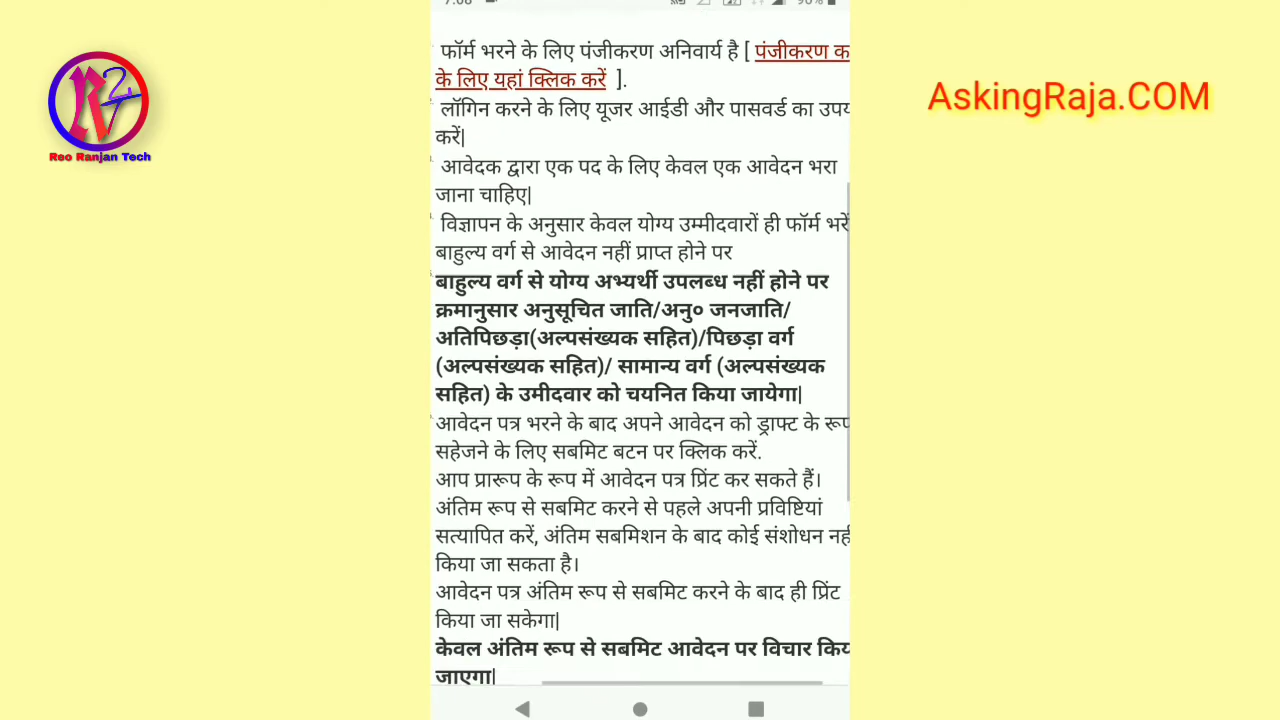 फॉर्म भरने के लिए पंजीकरण अनिवार्य है [ पंजीकरण क
के लिए यहां क्लिक करें ].
लॉगिन करने के लिए यूजर आईडी और पासवर्ड का उपय
करें|
आवेदक द्वारा एक पद के लिए केवल एक आवेदन भरा
जाना चाहिए|
विज्ञापन के अनुसार केवल योग्य उम्मीदवारों ही फॉर्म भरें
बाहुल्य वर्ग से आवेदन नहीं प्राप्त होने पर
बाहुल्य वर्ग से योग्य अभ्यर्थी उपलब्ध नहीं होने पर
क्रमानुसार अनुसूचित जाति/अनु० जनजाति/
अतिपिछड़ा(अल्पसंख्यक सहित)/पिछड़ा वर्ग
(अल्पसंख्यक सहित)/ सामान्य वर्ग (अल्पसंख्यक
सहित) के उमीदवार को चयनित किया जायेगा|
आवेदन पत्र भरने के बाद अपने आवेदन को ड्राफ्ट के रूप
सहेजने के लिए सबमिट बटन पर क्लिक करें.
आप प्रारूप के रूप में आवेदन पत्र प्रिंट कर सकते हैं।
अंतिम रूप से सबमिट करने से पहले अपनी प्रविष्टियां
सत्यापित करें, अंतिम सबमिशन के बाद कोई संशोधन नहीं
किया जा सकता है।
आवेदन पत्र अंतिम रूप से सबमिट करने के बाद ही प्रिंट
किया जा सकेगा|
केवल अंतिम रूप से सबमिट आवेदन पर विचार किय
जाएगा|
Reo Ranjan Tech
AskingRaja.COM